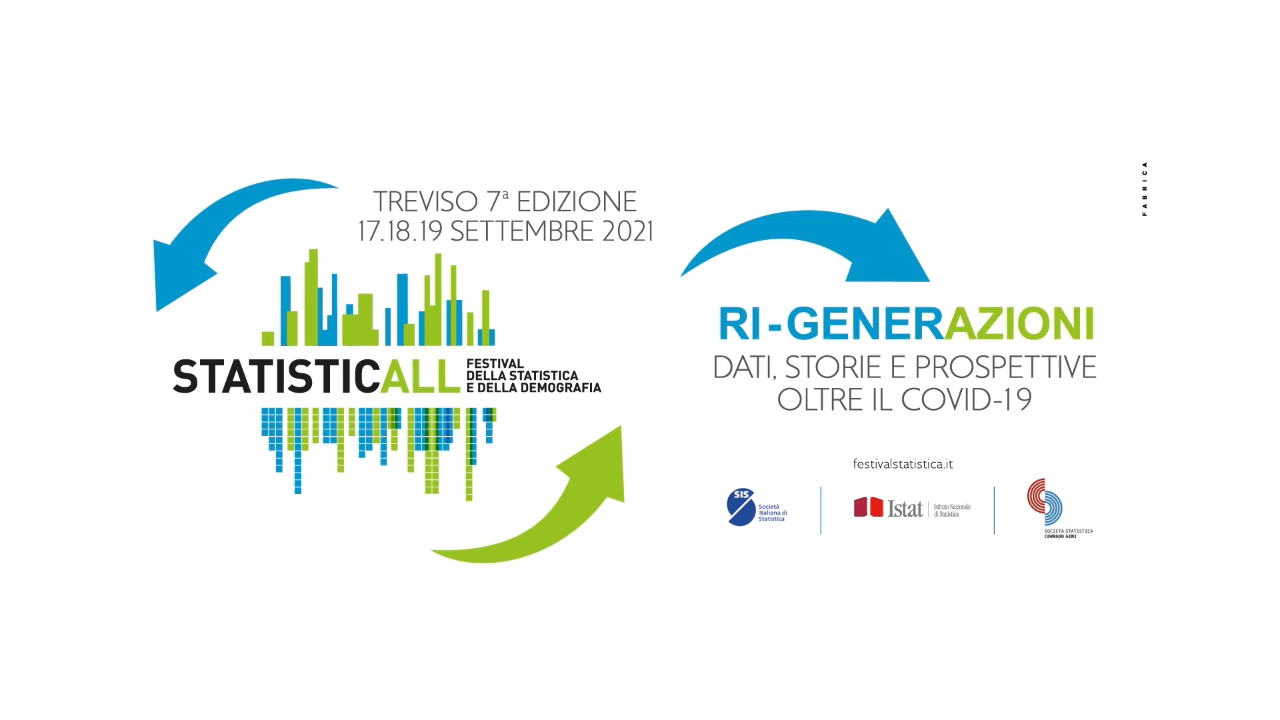 TREVISO 7ª EDIZIONE
17.18.19 SETTEMBRE 2021
STATISTICALL
FESTIVAL
DELLA STATISTICA
E DELLA DEMOGRAFIA
RI-GENERAZIONI
DATI, STORIE E PROSPETTIVE
OLTRE IL COVID-19
festivalstatistica.it
SIS
Società
Italiana di
Statistica
Istat
Istituto Nazionale
di Statistica
SOCIETÀ STATISTICA
CORRADO GINI
FABRICA